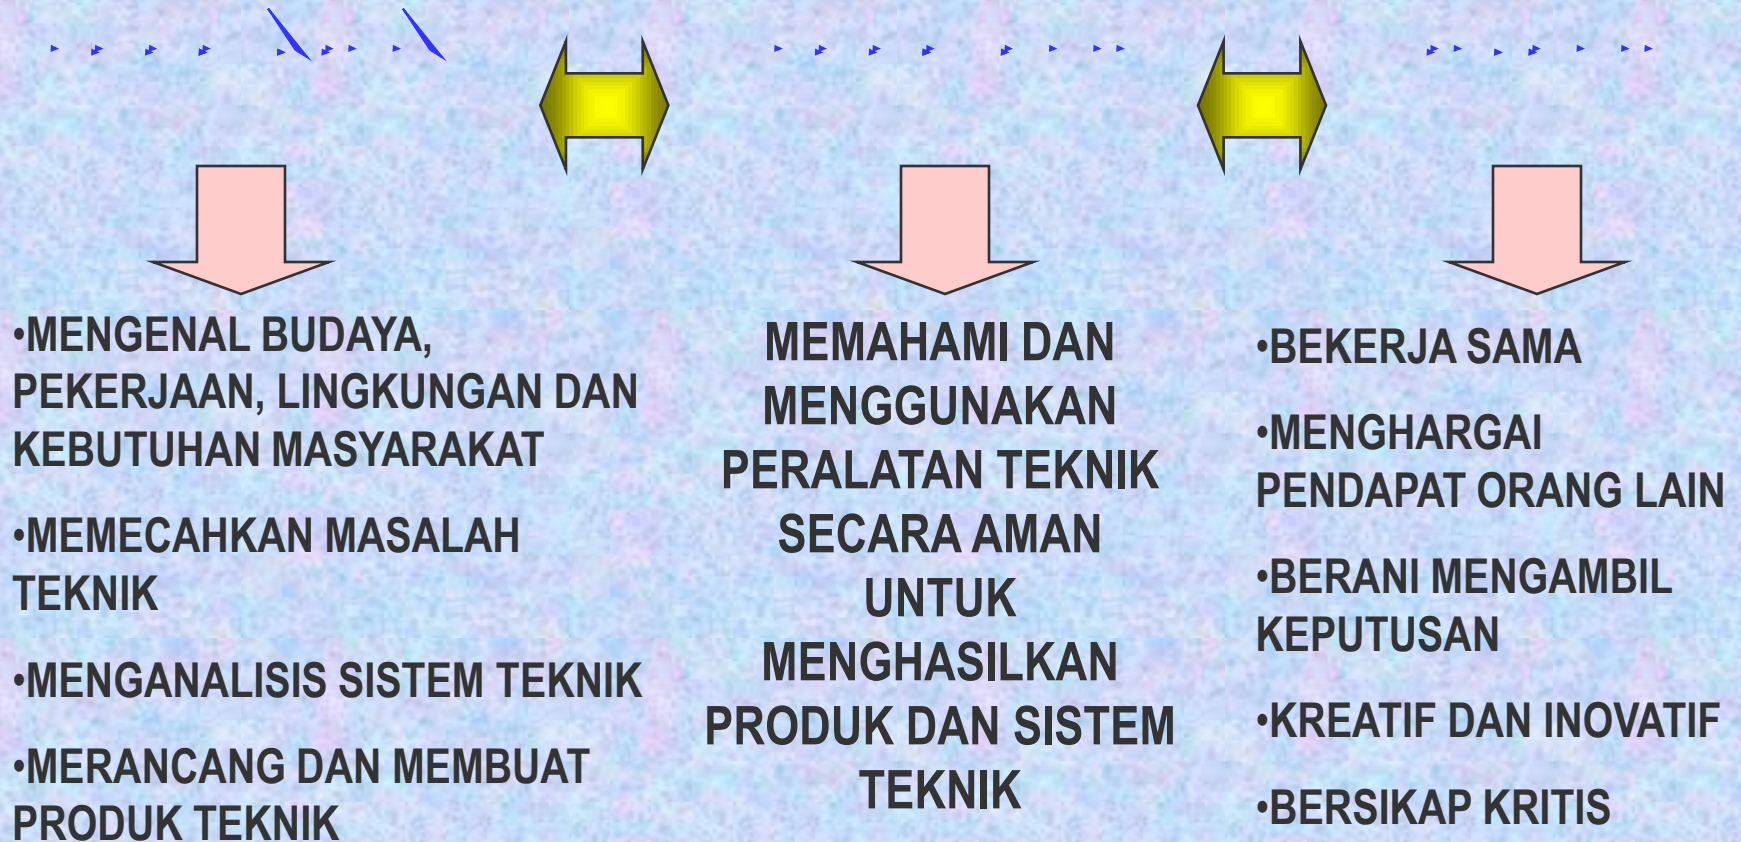 •MENGENAL BUDAYA,
PEKERJAAN, LINGKUNGAN DAN
KEBUTUHAN MASYARAKAT
•MEMECAHKAN MASALAH
TEKNIK
•MENGANALISIS SISTEM TEKNIK
•MERANCANG DAN MEMBUAT
PRODUK TEKNIK
MEMAHAMI DAN
MENGGUNAKAN
PERALATAN TEKNIK
SECARA AMAN
UNTUK
MENGHASILKAN
PRODUK DAN SISTEM
TEKNIK
•BEKERJA SAMA
•MENGHARGAI
PENDAPAT ORANG LAIN
•BERANI MENGAMBIL
KEPUTUSAN
•KREATIF DAN INOVATIF
•BERSIKAP KRITIS